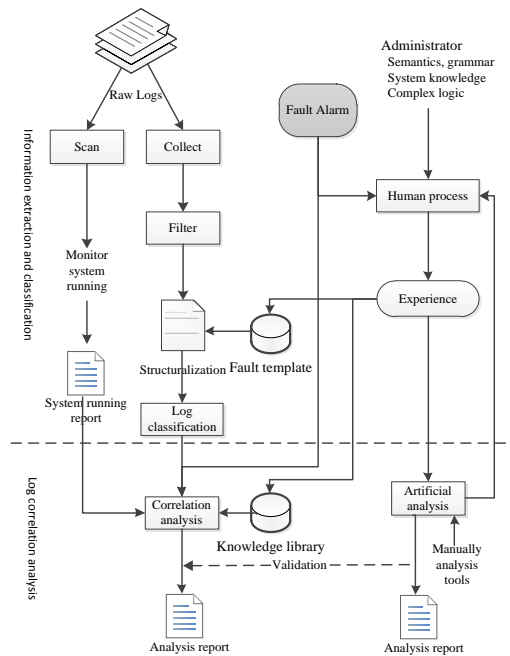 Raw Logs
Administrator
Semantics, grammar
System knowledge
Complex logic
Fault Alarm
Scan
Collect
Human process
Information extraction and classification
Filter
Monitor
system
running
Experience
Structuralization
Fault template
System running
report
Log
classification
Log correlation analysis
Correlation
analysis
Knowledge library
Artificial
analysis
Manually
analysis
tools
Validation
Analysis report
Analysis report